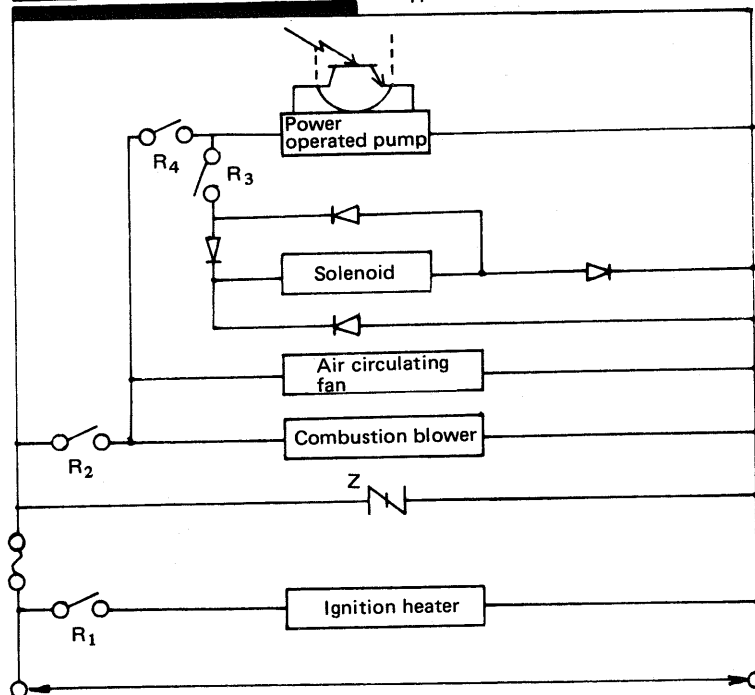 Power
operated pump
R4
R3
Solenoid
Air circulating
fan
Combustion blower
R2
Z
Ignition heater
R1